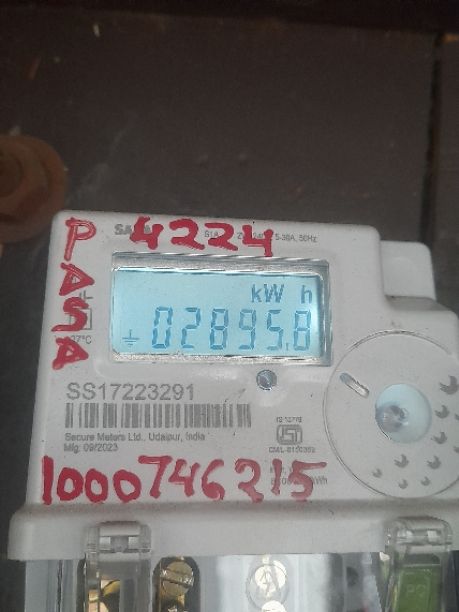 4224
PASA
kW h
02895.8
SS17223291
Secure Meters Ltd., Udaipur, India
Mfg: 09/2023
1000746215